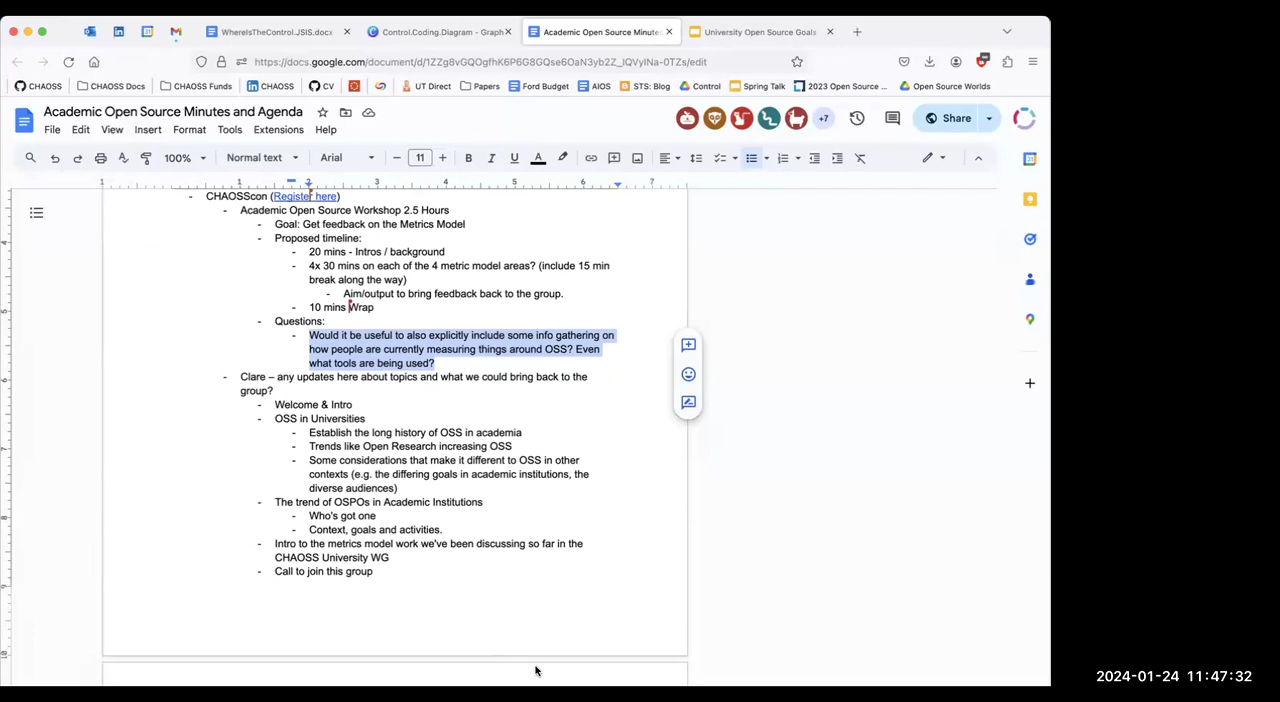 WhereIsTheControl.JSIS.docx
Control.Coding.Diagram - Graph
Academic Open Source Minutes
University Open Source Goals
https://docs.google.com/document/d/1ZZg8vGQOgfhK6P6G8GQse6OaN3yb2Z_lQVyINa-0TZs/edit
CHAOSS
CHAOSS Docs
CHAOSS Funds
CHAOSS
CV
UT Direct
Papers
Ford Budget
AIOS
STS: Blog
Control
Spring Talk
2023 Open Source ...
Open Source Worlds
Academic Open Source Minutes and Agenda
File Edit View Insert Format Tools Extensions Help
+7
Share
100% Normal text Arial 11
1 1 2 3 4 5 6 7
- CHAOSScon (Register here)
- Academic Open Source Workshop 2.5 Hours
- Goal: Get feedback on the Metrics Model
- Proposed timeline:
- 20 mins - Intros / background
- 4x 30 mins on each of the 4 metric model areas? (include 15 min
break along the way)
- Aim/output to bring feedback back to the group.
- 10 mins Wrap
- Questions:
- Would it be useful to also explicitly include some info gathering on
how people are currently measuring things around OSS? Even
what tools are being used?
- Clare – any updates here about topics and what we could bring back to the
group?
- Welcome & Intro
- OSS in Universities
- Establish the long history of OSS in academia
- Trends like Open Research increasing OSS
- Some considerations that make it different to OSS in other
contexts (e.g. the differing goals in academic institutions, the
diverse audiences)
- The trend of OSPOs in Academic Institutions
- Who's got one
- Context, goals and activities.
- Intro to the metrics model work we've been discussing so far in the
CHAOSS University WG
- Call to join this group
2024-01-24 11:47:32